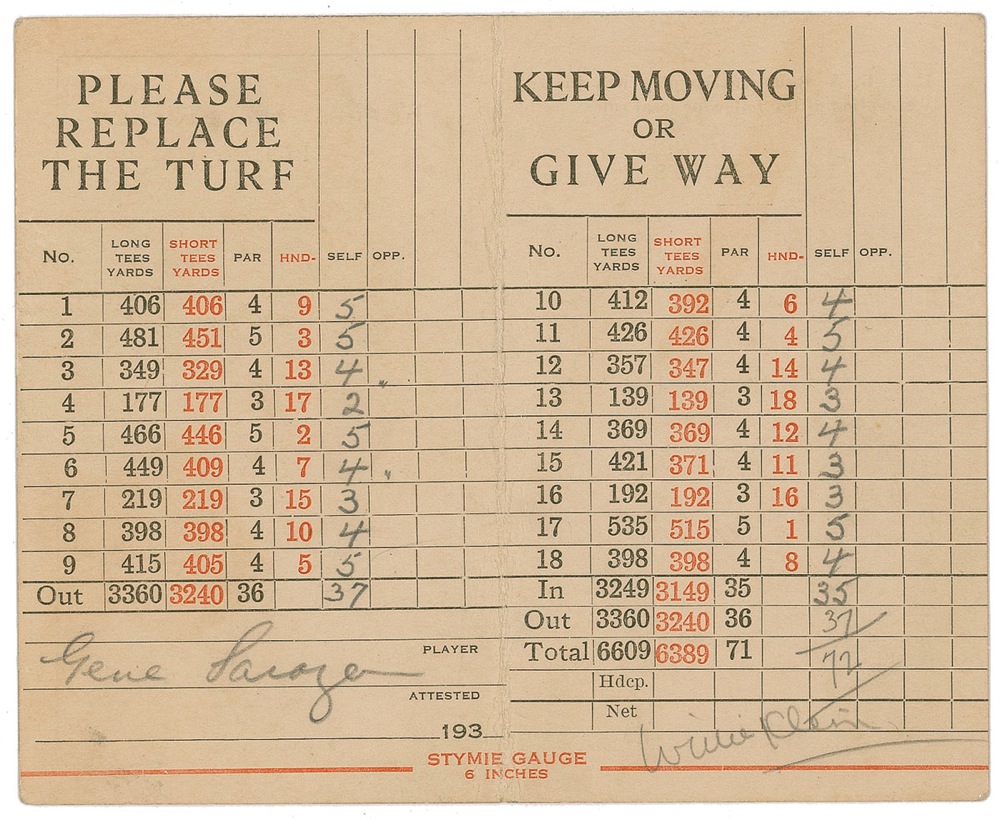 PLEASE
REPLACE
THE TURF
No. LONG TEES YARDS SHORT TEES YARDS PAR HND- SELF OPP.
1 406 406 4 9 5
2 481 451 5 3 5
3 349 329 4 13 4
4 177 177 3 17 2
5 466 446 5 2 5
6 449 409 4 7 4
7 219 219 3 15 3
8 398 398 4 10 4
9 415 405 4 5 5
Out 3360 3240 36 37
PLAYER
Gene Sarazen
ATTESTED
193
KEEP MOVING
OR
GIVE WAY
No. LONG TEES YARDS SHORT TEES YARDS PAR HND- SELF OPP.
10 412 392 4 6 4
11 426 426 4 4 5
12 357 347 4 14 4
13 139 139 3 18 3
14 369 369 4 12 4
15 421 371 4 11 3
16 192 192 3 16 3
17 535 515 5 1 5
18 398 398 4 8 4
In 3249 3149 35 35
Out 3360 3240 36 37
Total 6609 6389 71 72
Hdcp.
Net
Willie Klein
STYMIE GAUGE
6 INCHES